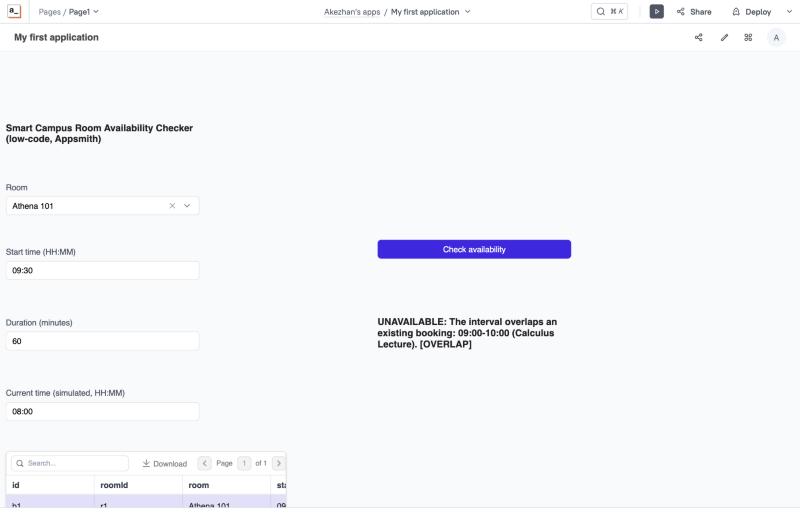 a_
Pages / Page1
Akezhan's apps / My first application
⌘ K
Share
Deploy
My first application
A
Smart Campus Room Availability Checker
(low-code, Appsmith)
Room
Athena 101
Start time (HH:MM)
09:30
Check availability
Duration (minutes)
60
UNAVAILABLE: The interval overlaps an
existing booking: 09:00-10:00 (Calculus
Lecture). [OVERLAP]
Current time (simulated, HH:MM)
08:00
Search... Download Page 1 of 1
id roomId room sta
b1 r1 Athena 101 09